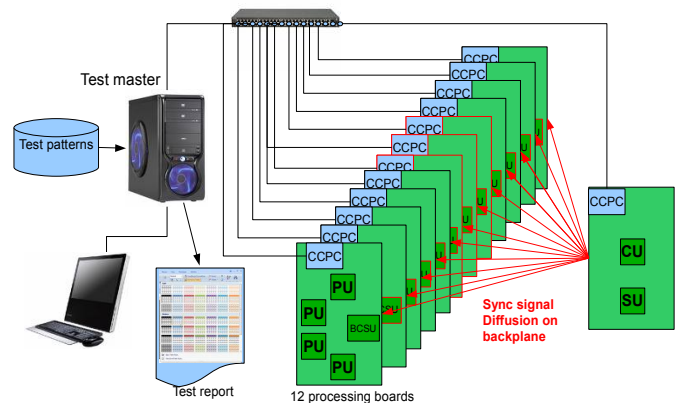 Test master
Test patterns
CCPC
CCPC
CCPC
CCPC
CCPC
CCPC
CCPC
CCPC
CCPC
CCPC
CCPC
CCPC
CCPC
PU
PU
PU
PU
BCSU
CU
SU
Sync signal
Diffusion on
backplane
Test report
12 processing boards